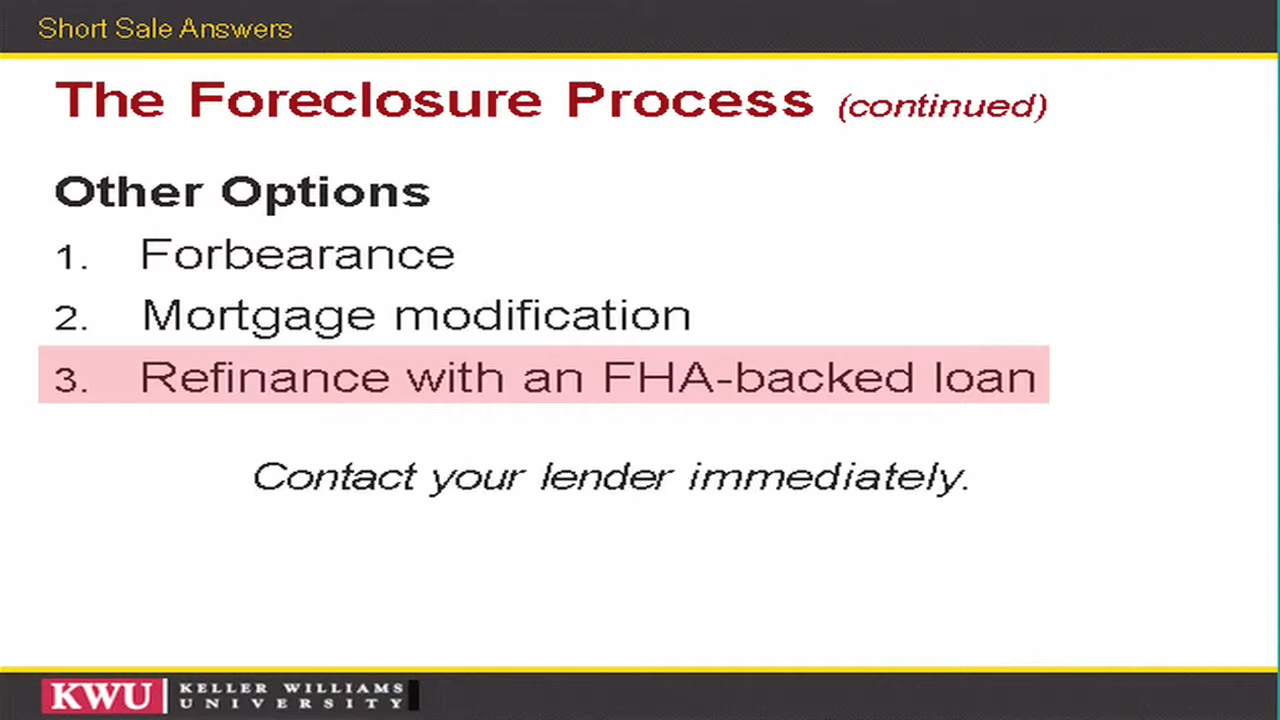 Short Sale Answers
The Foreclosure Process (continued)
Other Options
1. Forbearance
2. Mortgage modification
3. Refinance with an FHA-backed loan
Contact your lender immediately.
KWU KELLER WILLIAMS
UNIVERSITY